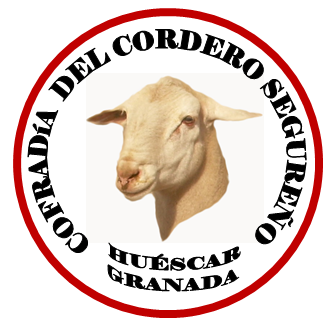 COFRADÍA DEL CORDERO SEGUREÑO
HUÉSCAR
GRANADA